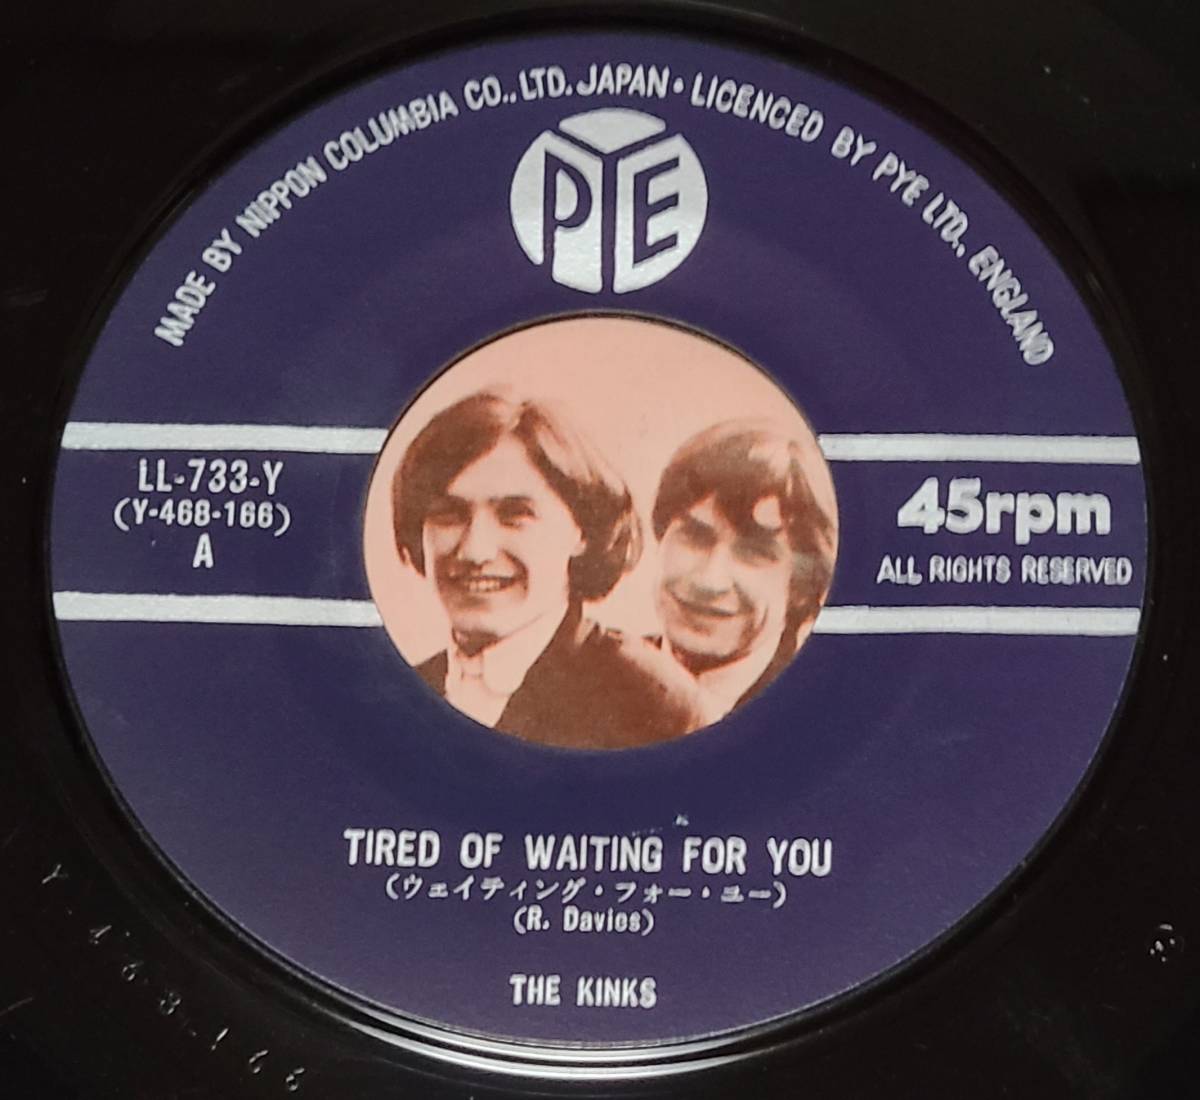 MADE BY NIPPON COLUMBIA CO., LTD. JAPAN • LICENCED BY PYE LTD., ENGLAND
PYE
LL-733-Y
(Y-468-166)
A
45rpm
ALL RIGHTS RESERVED
TIRED OF WAITING FOR YOU
(ウェイティング・フォー・ユー)
(R. Davies)
THE KINKS
Y 468-166